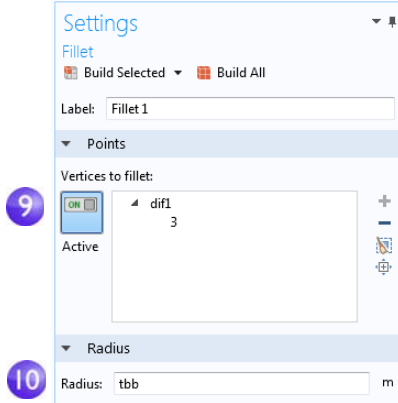 Settings
Fillet
Build Selected Build All
Label: Fillet 1
Points
Vertices to fillet:
9
ON
dif1
3
Active
Radius
10
Radius: tbb m